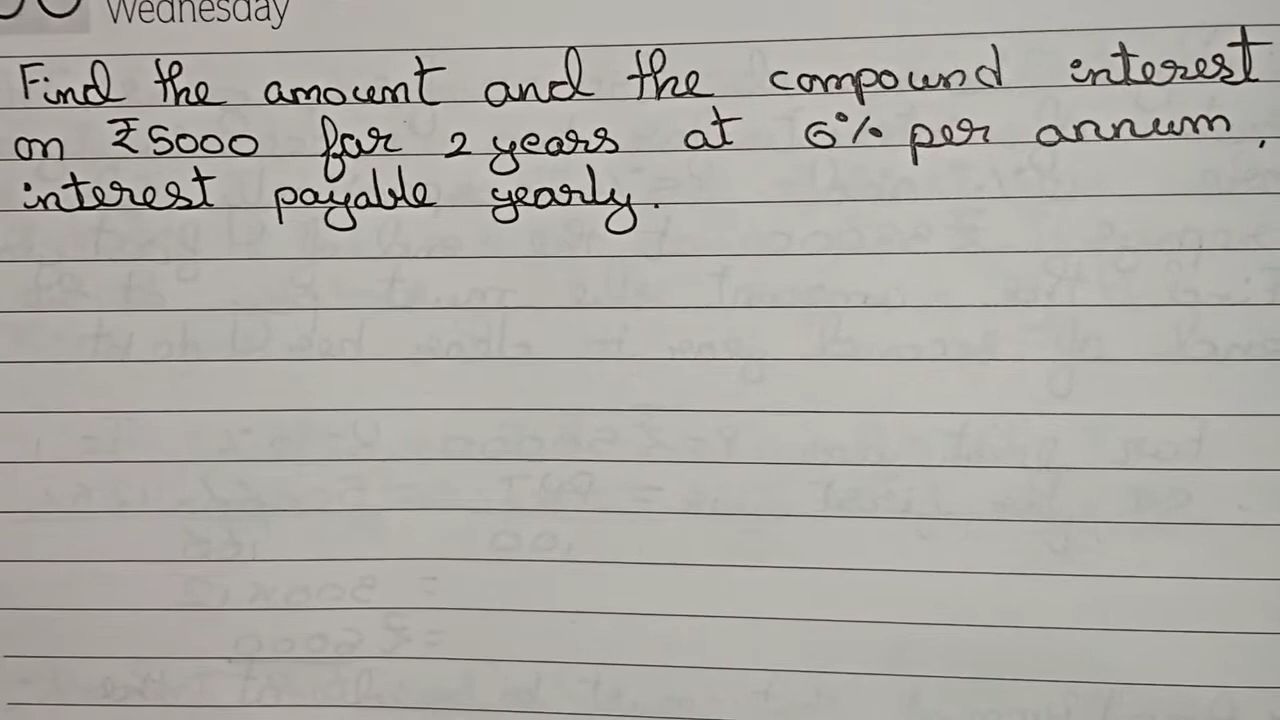 Wednesday
Find the amount and the compound interest
on ₹5000 for 2 years at 6% per annum,
interest payable yearly.